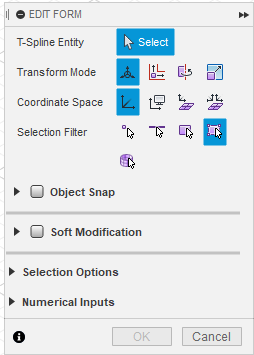 EDIT FORM
T-Spline Entity
Select
Transform Mode
Coordinate Space
Selection Filter
Object Snap
Soft Modification
Selection Options
Numerical Inputs
OK
Cancel